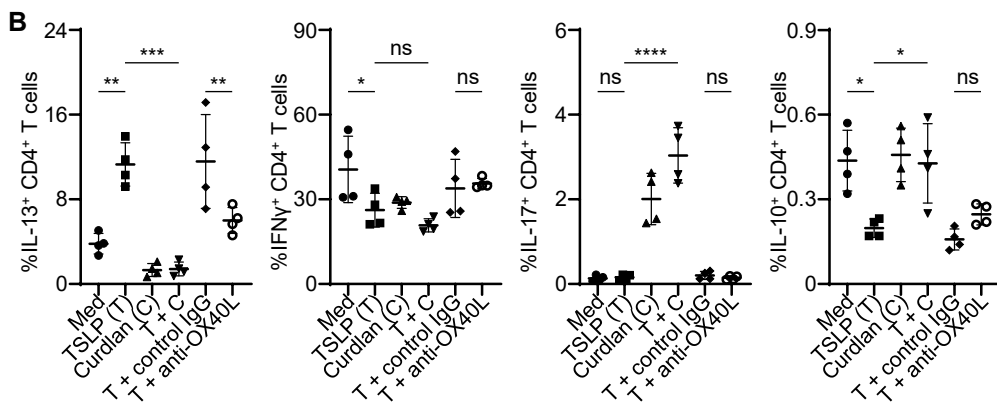 B
%IL-13⁺ CD4⁺ T cells
24
16
8
0
**
***
**
Med
TSLP (T)
Curdlan (C)
T + C
T + control IgG
T + anti-OX40L
%IFNγ⁺ CD4⁺ T cells
90
60
30
0
*
ns
ns
Med
TSLP (T)
Curdlan (C)
T + C
T + control IgG
T + anti-OX40L
%IL-17⁺ CD4⁺ T cells
6
4
2
0
ns
****
ns
Med
TSLP (T)
Curdlan (C)
T + C
T + control IgG
T + anti-OX40L
%IL-10⁺ CD4⁺ T cells
0.9
0.6
0.3
0
*
*
ns
Med
TSLP (T)
Curdlan (C)
T + C
T + control IgG
T + anti-OX40L